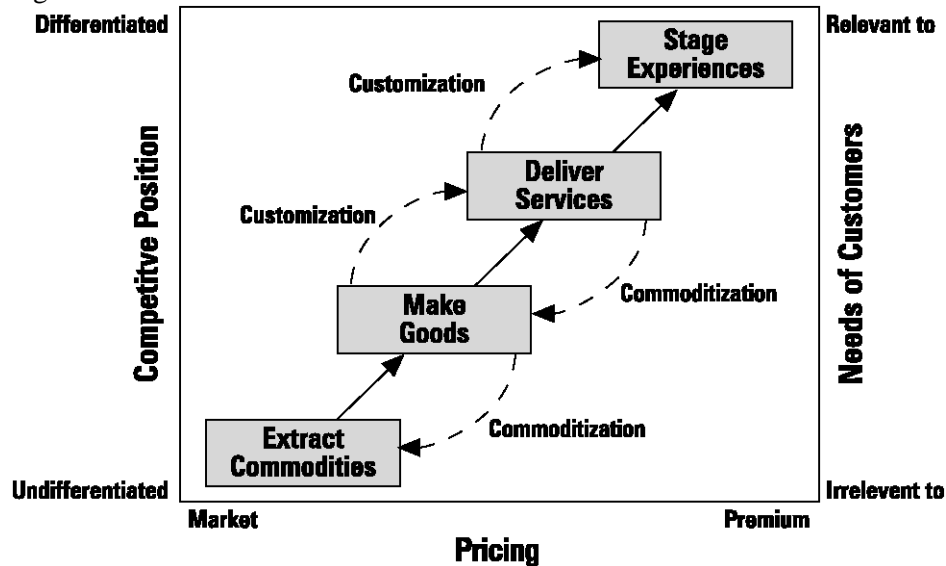 Differentiated
Stage
Experiences
Relevant to
Customization
Deliver
Services
Customization
Competitve Position
Needs of Customers
Make
Goods
Commoditization
Extract
Commodities
Commoditization
Undifferentiated
Irrelevent to
Market
Premium
Pricing